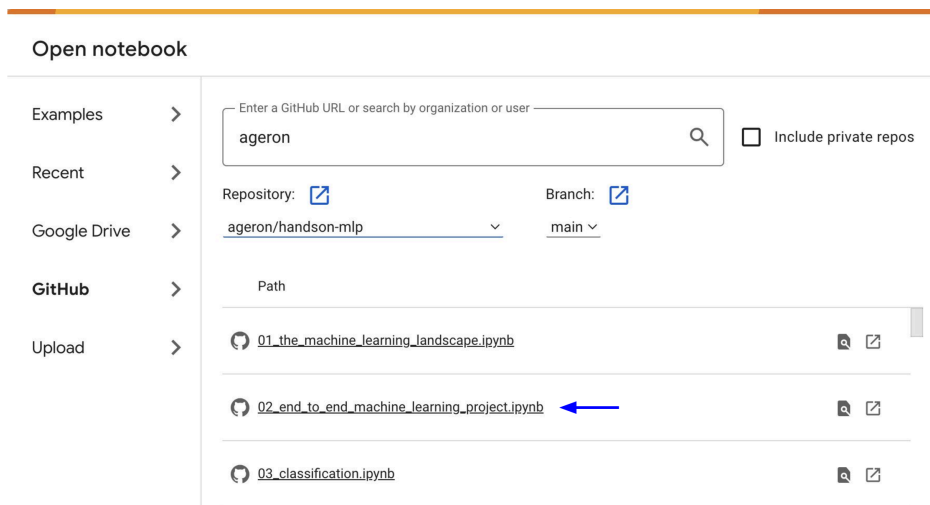 Open notebook
Examples
Recent
Google Drive
GitHub
Upload
Enter a GitHub URL or search by organization or user
ageron
Include private repos
Repository:
Branch:
ageron/handson-mlp
main
Path
01_the_machine_learning_landscape.ipynb
02_end_to_end_machine_learning_project.ipynb
03_classification.ipynb